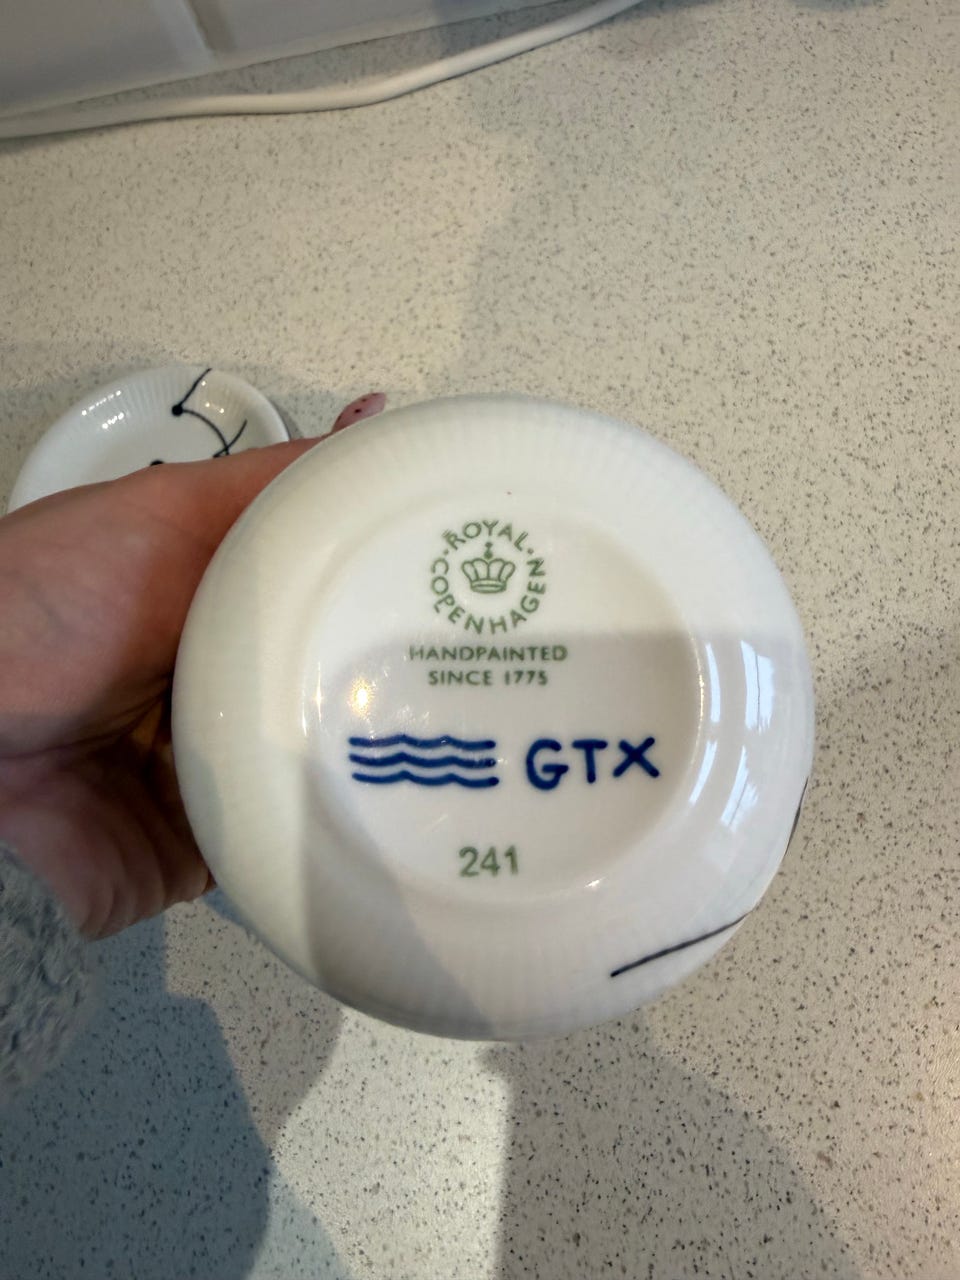 ROYAL
COPENHAGEN
HANDPAINTED
SINCE 1775
GTX
241